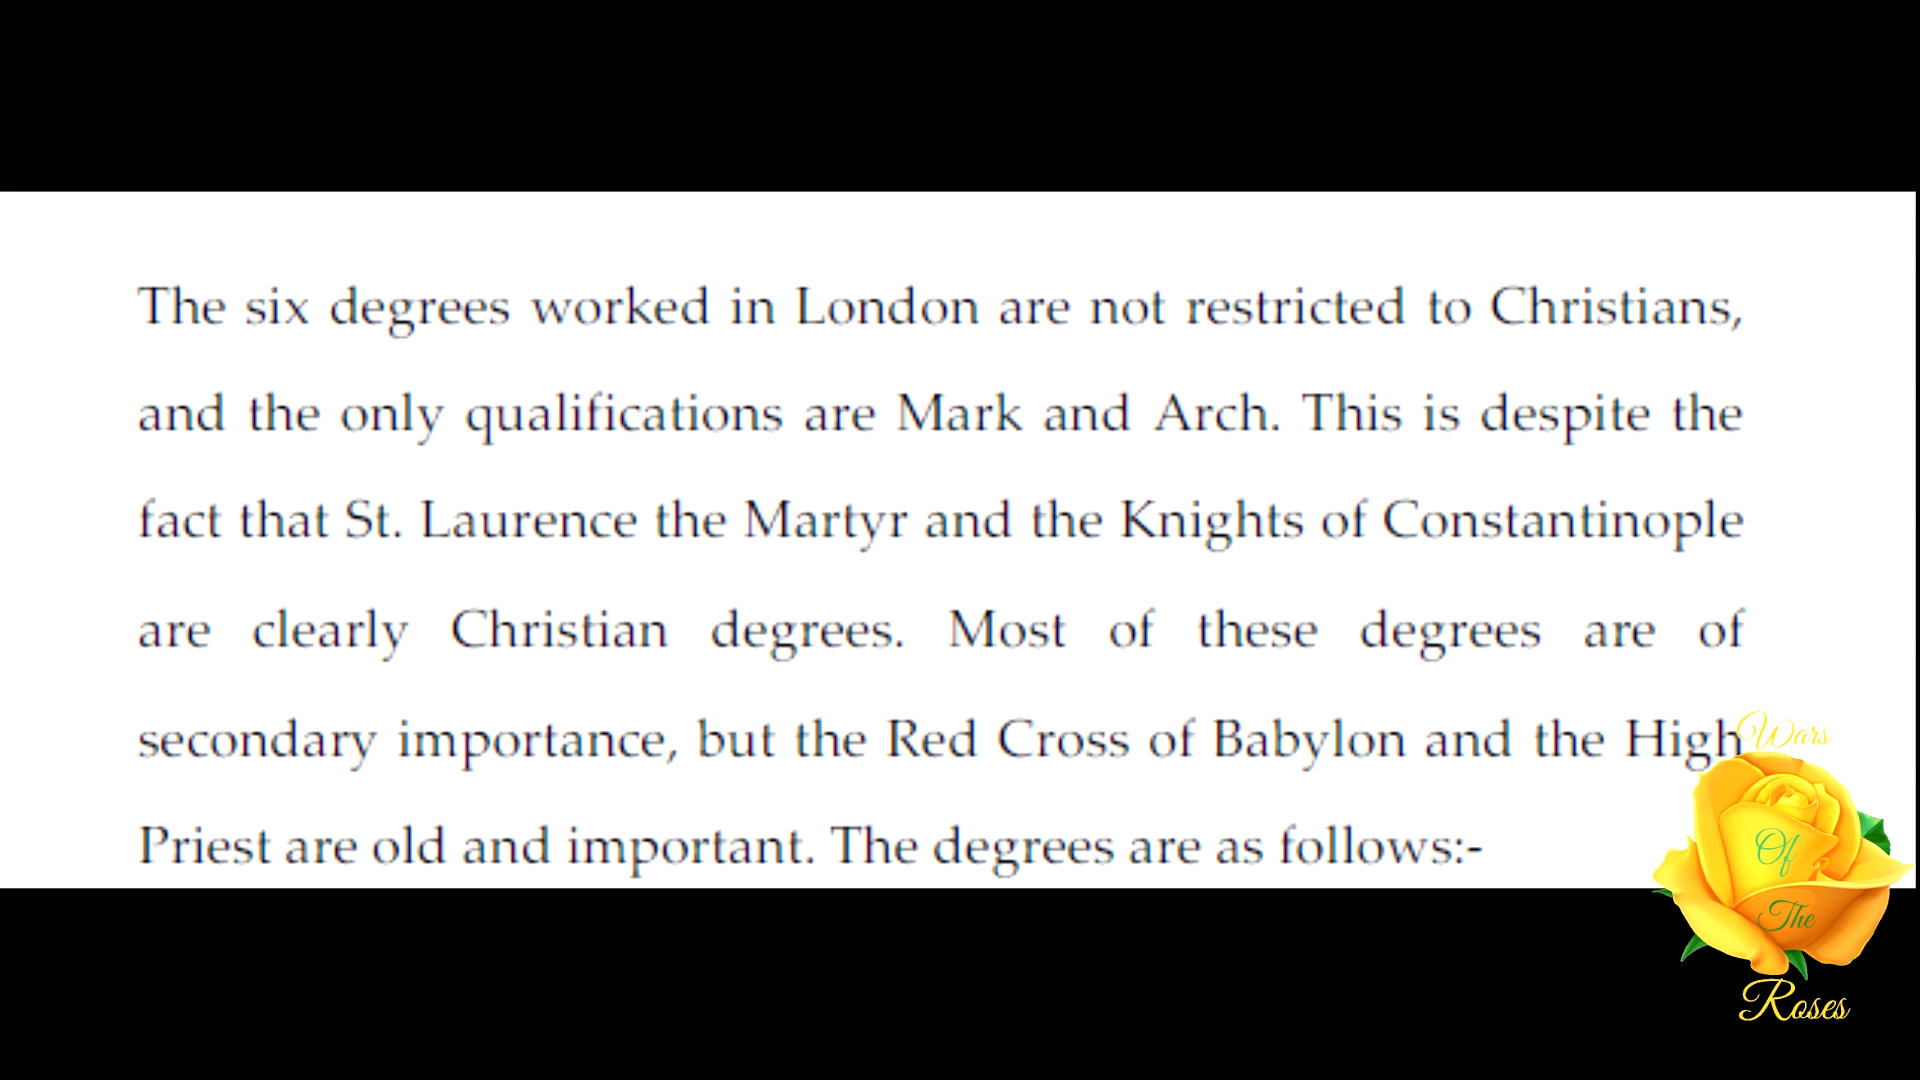 The six degrees worked in London are not restricted to Christians,
and the only qualifications are Mark and Arch. This is despite the
fact that St. Laurence the Martyr and the Knights of Constantinople
are clearly Christian degrees. Most of these degrees are of
secondary importance, but the Red Cross of Babylon and the High
Priest are old and important. The degrees are as follows:-
Wars
Of
The
Roses